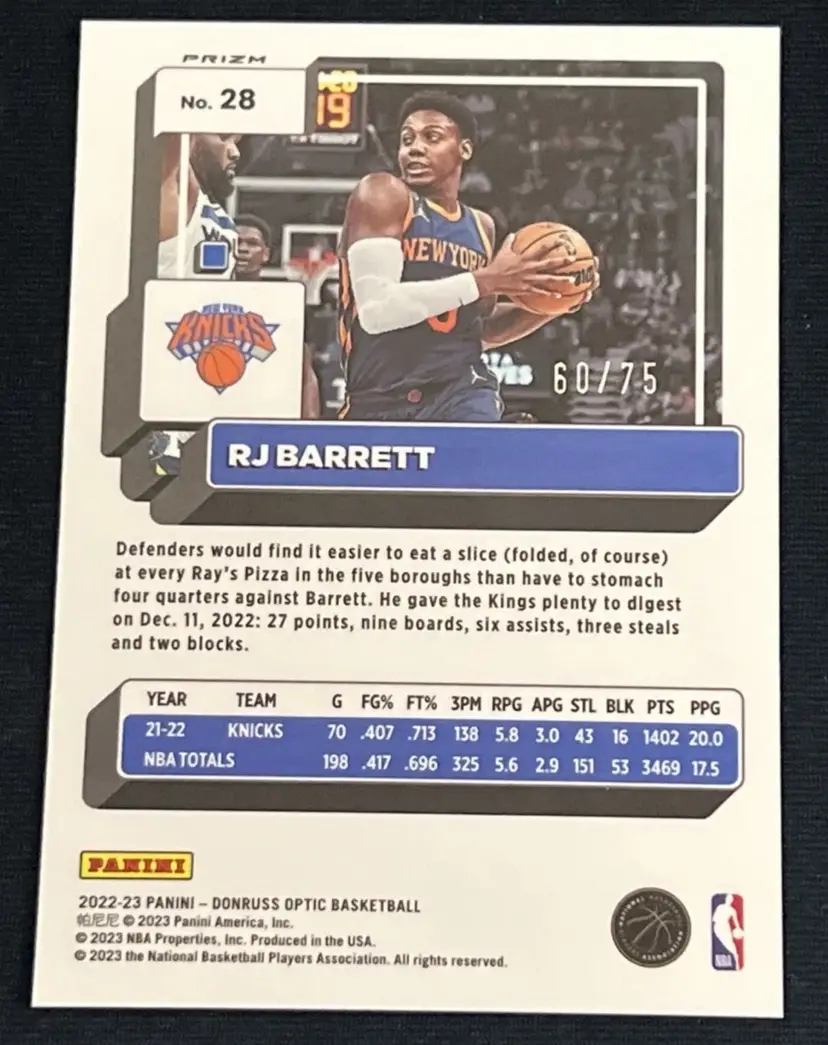 PRIZM
No. 28
19
NEW YORK
NEW YORK
KNICKS
60/75
RJ BARRETT
Defenders would find it easier to eat a slice (folded, of course)
at every Ray's Pizza in the five boroughs than have to stomach
four quarters against Barrett. He gave the Kings plenty to digest
on Dec. 11, 2022: 27 points, nine boards, six assists, three steals
and two blocks.
YEAR TEAM G FG% FT% 3PM RPG APG STL BLK PTS PPG
21-22 KNICKS 70 .407 .713 138 5.8 3.0 43 16 1402 20.0
NBA TOTALS 198 .417 .696 325 5.6 2.9 151 53 3469 17.5
PANINI
2022-23 PANINI – DONRUSS OPTIC BASKETBALL
帕尼尼 © 2023 Panini America, Inc.
© 2023 NBA Properties, Inc. Produced in the USA.
© 2023 the National Basketball Players Association. All rights reserved.
NBA